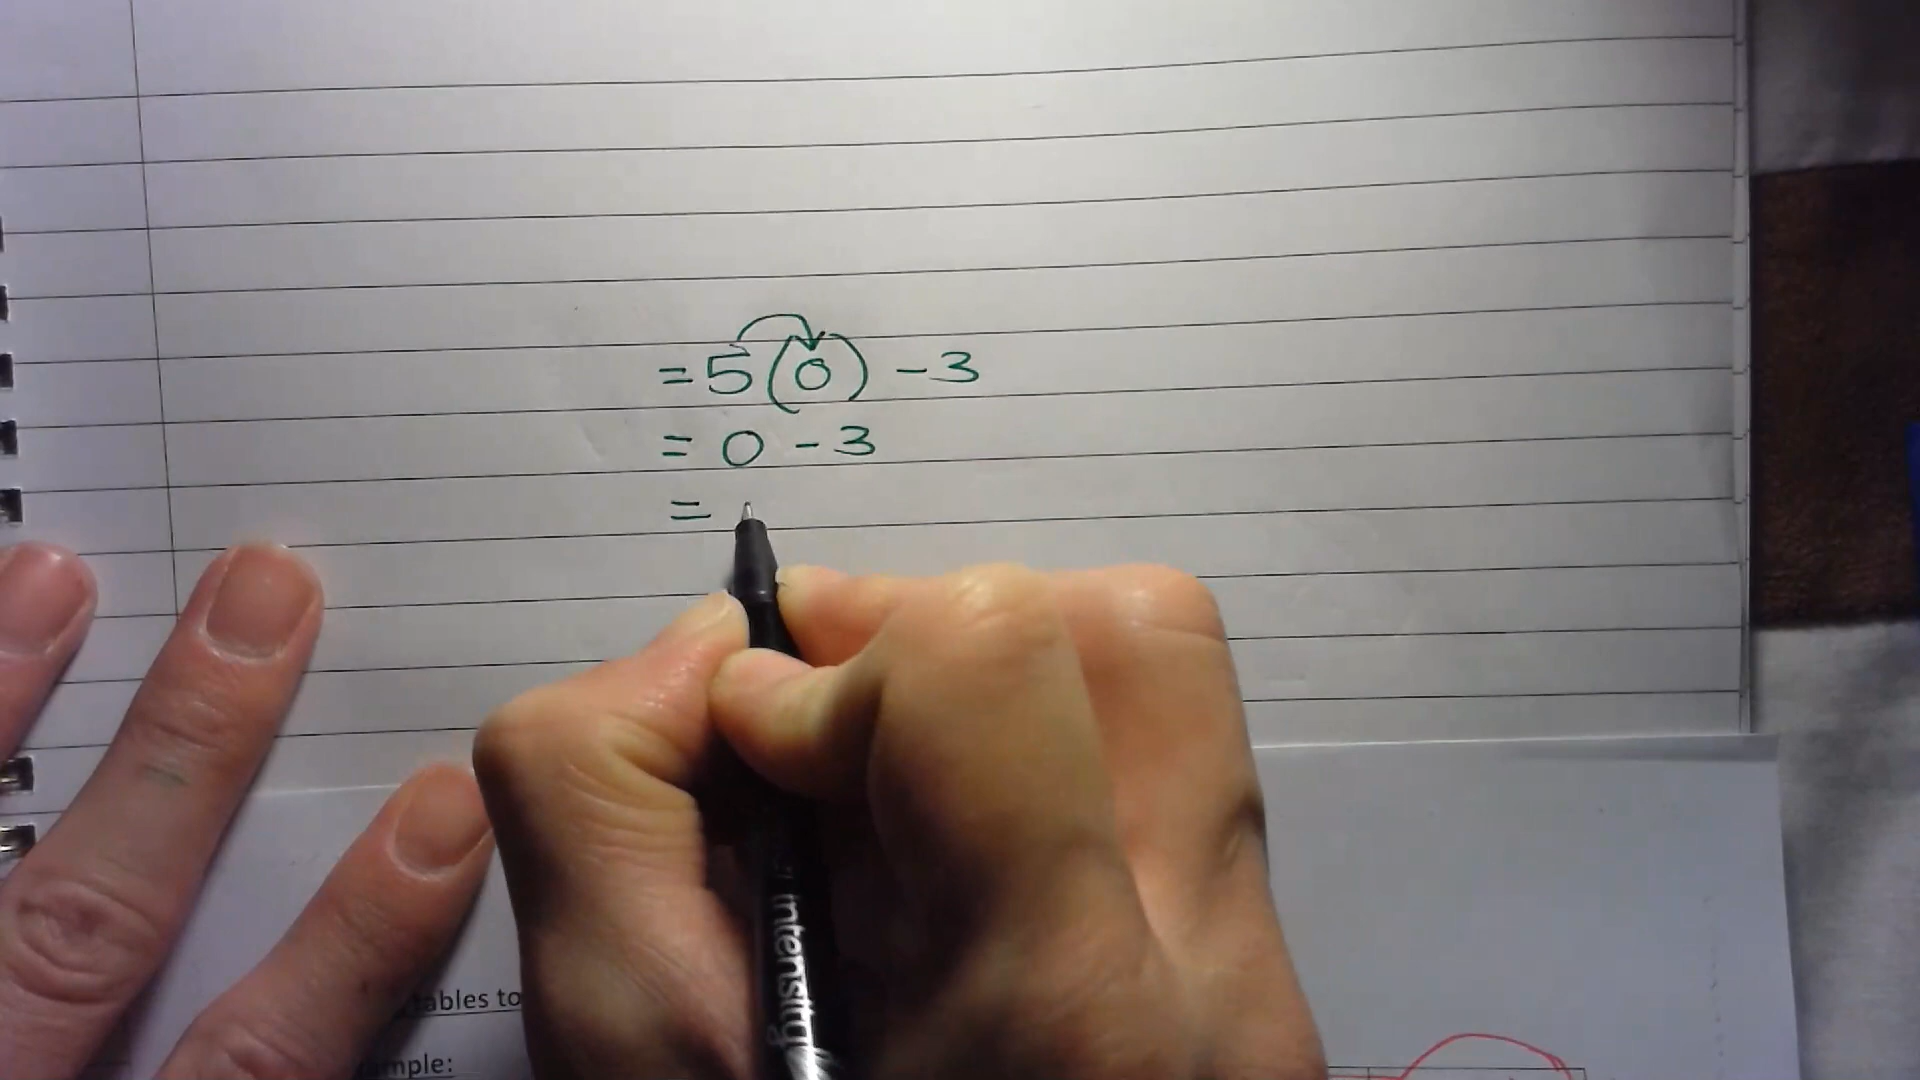 = 5 (0) - 3
= 0 - 3
=
intensity
tables to
mple: